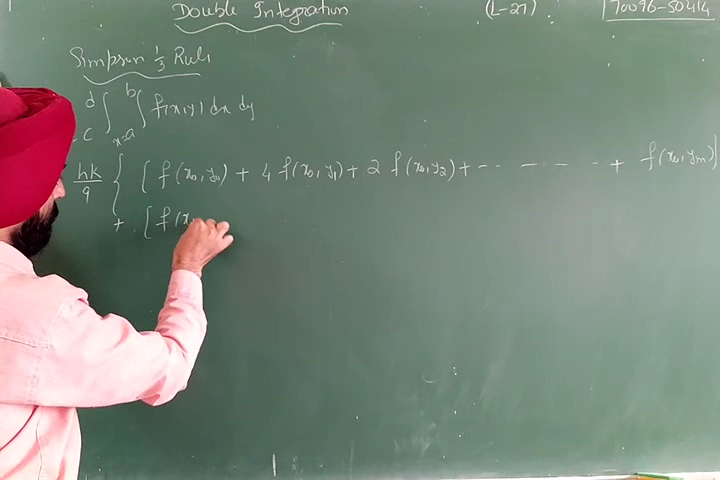 Double Integration (L-27) 70096-50414
Simpson 1/3 Rule
d∫ b∫ f(x,y) dx dy
c x=a
hk/9 { [ f(x₀,y₀) + 4 f(x₀,y₁) + 2 f(x₀,y₂) + -- - - - - - + f(x₀,yₘ)]
+ [ f(x